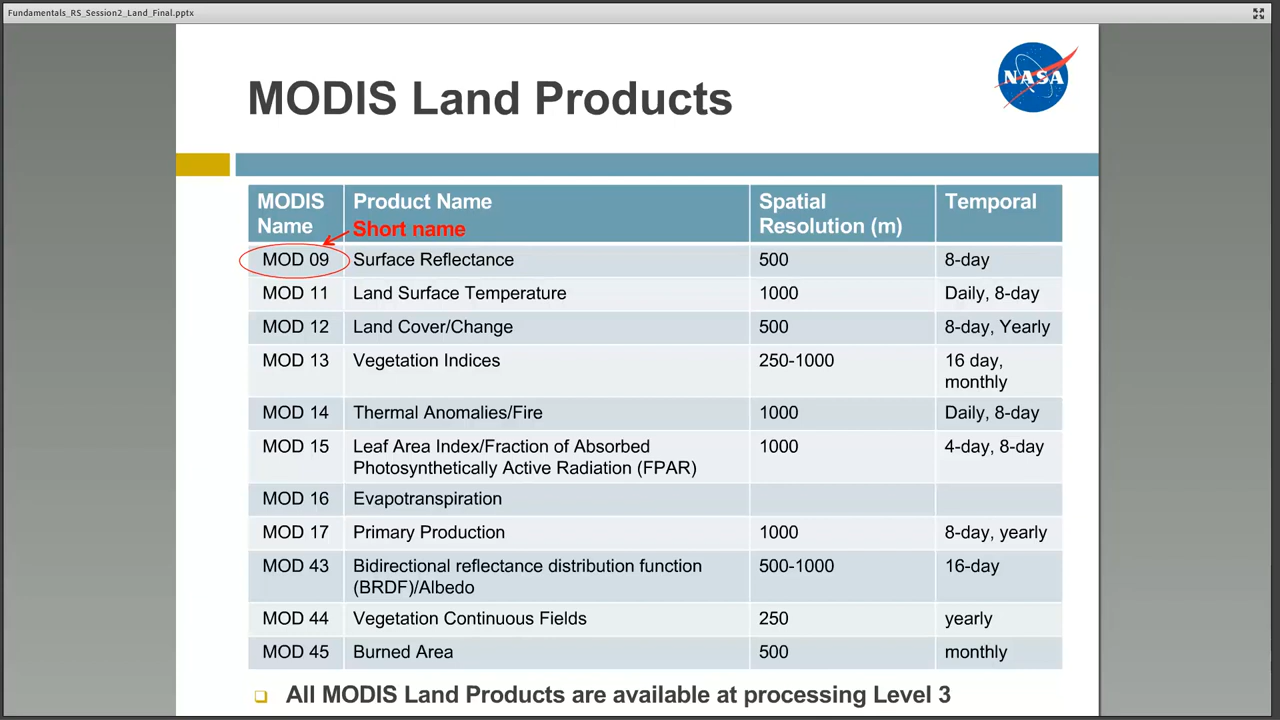 Fundamentals_RS_Session2_Land_Final.pptx
NASA
MODIS Land Products
MODIS Name Product Name Spatial Resolution (m) Temporal
Short name
MOD 09 Surface Reflectance 500 8-day
MOD 11 Land Surface Temperature 1000 Daily, 8-day
MOD 12 Land Cover/Change 500 8-day, Yearly
MOD 13 Vegetation Indices 250-1000 16 day, monthly
MOD 14 Thermal Anomalies/Fire 1000 Daily, 8-day
MOD 15 Leaf Area Index/Fraction of Absorbed Photosynthetically Active Radiation (FPAR) 1000 4-day, 8-day
MOD 16 Evapotranspiration
MOD 17 Primary Production 1000 8-day, yearly
MOD 43 Bidirectional reflectance distribution function (BRDF)/Albedo 500-1000 16-day
MOD 44 Vegetation Continuous Fields 250 yearly
MOD 45 Burned Area 500 monthly
All MODIS Land Products are available at processing Level 3